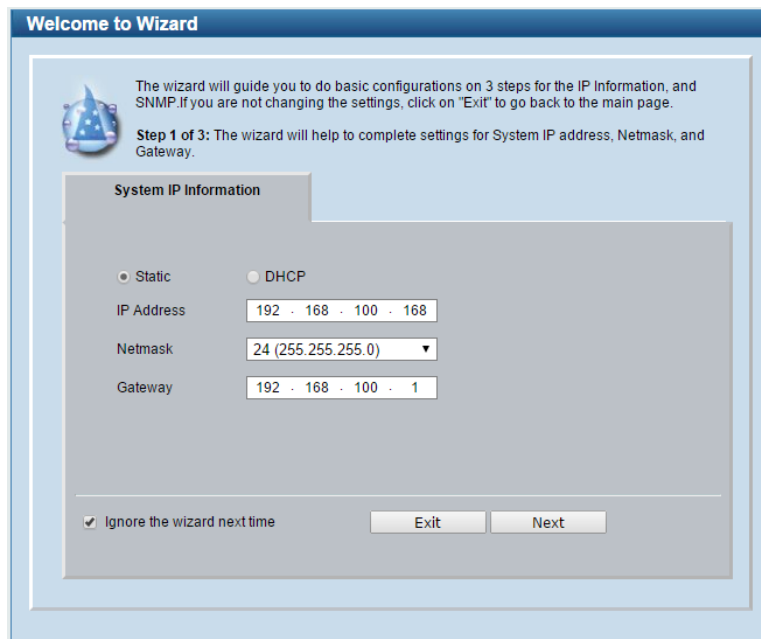 Welcome to Wizard
The wizard will guide you to do basic configurations on 3 steps for the IP Information, and
SNMP.If you are not changing the settings, click on "Exit" to go back to the main page.
Step 1 of 3: The wizard will help to complete settings for System IP address, Netmask, and
Gateway.
System IP Information
Static DHCP
IP Address 192 . 168 . 100 . 168
Netmask 24 (255.255.255.0)
Gateway 192 . 168 . 100 . 1
Ignore the wizard next time Exit Next